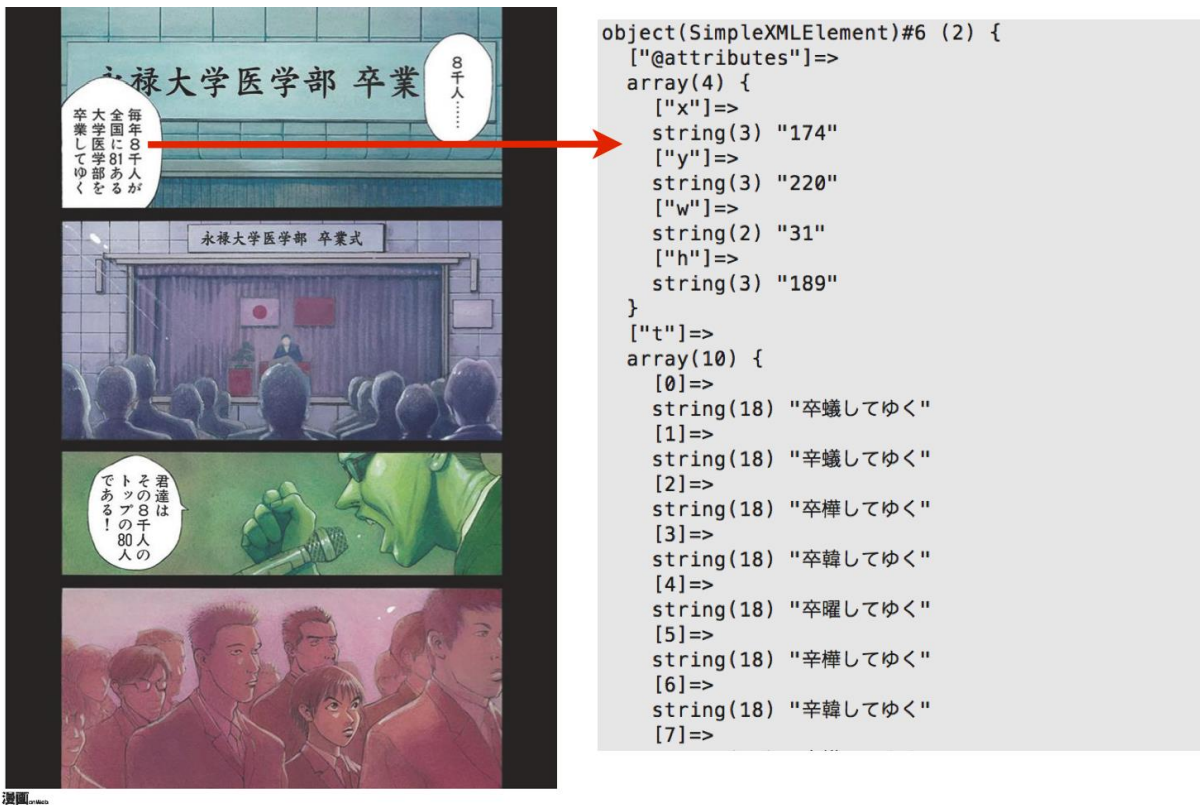 永禄大学医学部 卒業
8千人……
毎年8千人が
全国に81ある
大学医学部を
卒業してゆく
永禄大学医学部 卒業式
君達は
その8千人の
トップの80人
である!
漫画 on Web
object(SimpleXMLElement)#6 (2) {
["@attributes"]=>
array(4) {
["x"]=>
string(3) "174"
["y"]=>
string(3) "220"
["w"]=>
string(2) "31"
["h"]=>
string(3) "189"
}
["t"]=>
array(10) {
[0]=>
string(18) "卒蟻してゆく"
[1]=>
string(18) "辛蟻してゆく"
[2]=>
string(18) "卒樺してゆく"
[3]=>
string(18) "卒韓してゆく"
[4]=>
string(18) "卒曜してゆく"
[5]=>
string(18) "辛樺してゆく"
[6]=>
string(18) "辛韓してゆく"
[7]=>